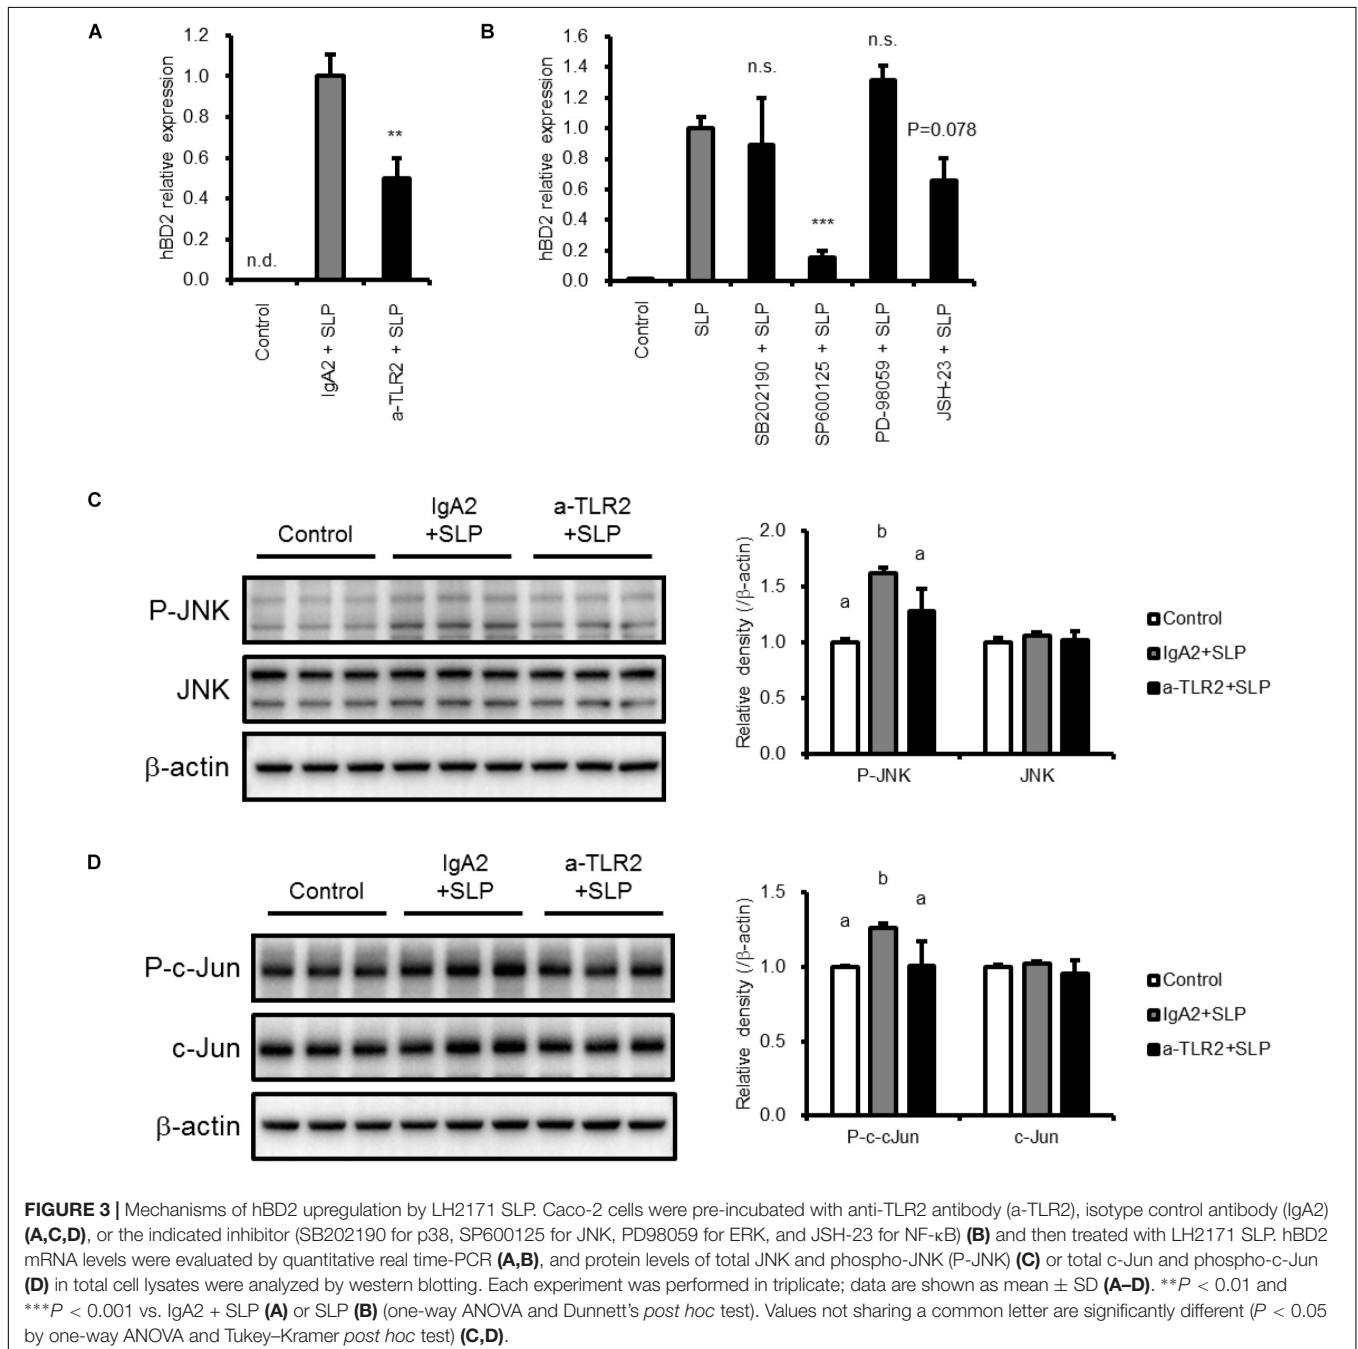 A
hBD2 relative expression
1.2
1.0
0.8
0.6
0.4
0.2
0.0
n.d.
**
Control
IgA2 + SLP
a-TLR2 + SLP
B
hBD2 relative expression
1.6
1.4
1.2
1.0
0.8
0.6
0.4
0.2
0.0
n.s.
***
n.s.
P=0.078
Control
SLP
SB202190 + SLP
SP600125 + SLP
PD-98059 + SLP
JSH-23 + SLP
C
Control
IgA2
+SLP
a-TLR2
+SLP
P-JNK
JNK
β-actin
Relative density (/β-actin)
2.0
1.5
1.0
0.5
0.0
a
b
a
P-JNK
JNK
Control
IgA2+SLP
a-TLR2+SLP
D
Control
IgA2
+SLP
a-TLR2
+SLP
P-c-Jun
c-Jun
β-actin
Relative density (/β-actin)
1.5
1.0
0.5
0.0
a
b
a
P-c-cJun
c-Jun
Control
IgA2+SLP
a-TLR2+SLP
FIGURE 3 | Mechanisms of hBD2 upregulation by LH2171 SLP. Caco-2 cells were pre-incubated with anti-TLR2 antibody (a-TLR2), isotype control antibody (IgA2)
(A,C,D), or the indicated inhibitor (SB202190 for p38, SP600125 for JNK, PD98059 for ERK, and JSH-23 for NF-κB) (B) and then treated with LH2171 SLP. hBD2
mRNA levels were evaluated by quantitative real time-PCR (A,B), and protein levels of total JNK and phospho-JNK (P-JNK) (C) or total c-Jun and phospho-c-Jun
(D) in total cell lysates were analyzed by western blotting. Each experiment was performed in triplicate; data are shown as mean ± SD (A–D). **P < 0.01 and
***P < 0.001 vs. IgA2 + SLP (A) or SLP (B) (one-way ANOVA and Dunnett's post hoc test). Values not sharing a common letter are significantly different (P < 0.05
by one-way ANOVA and Tukey–Kramer post hoc test) (C,D).